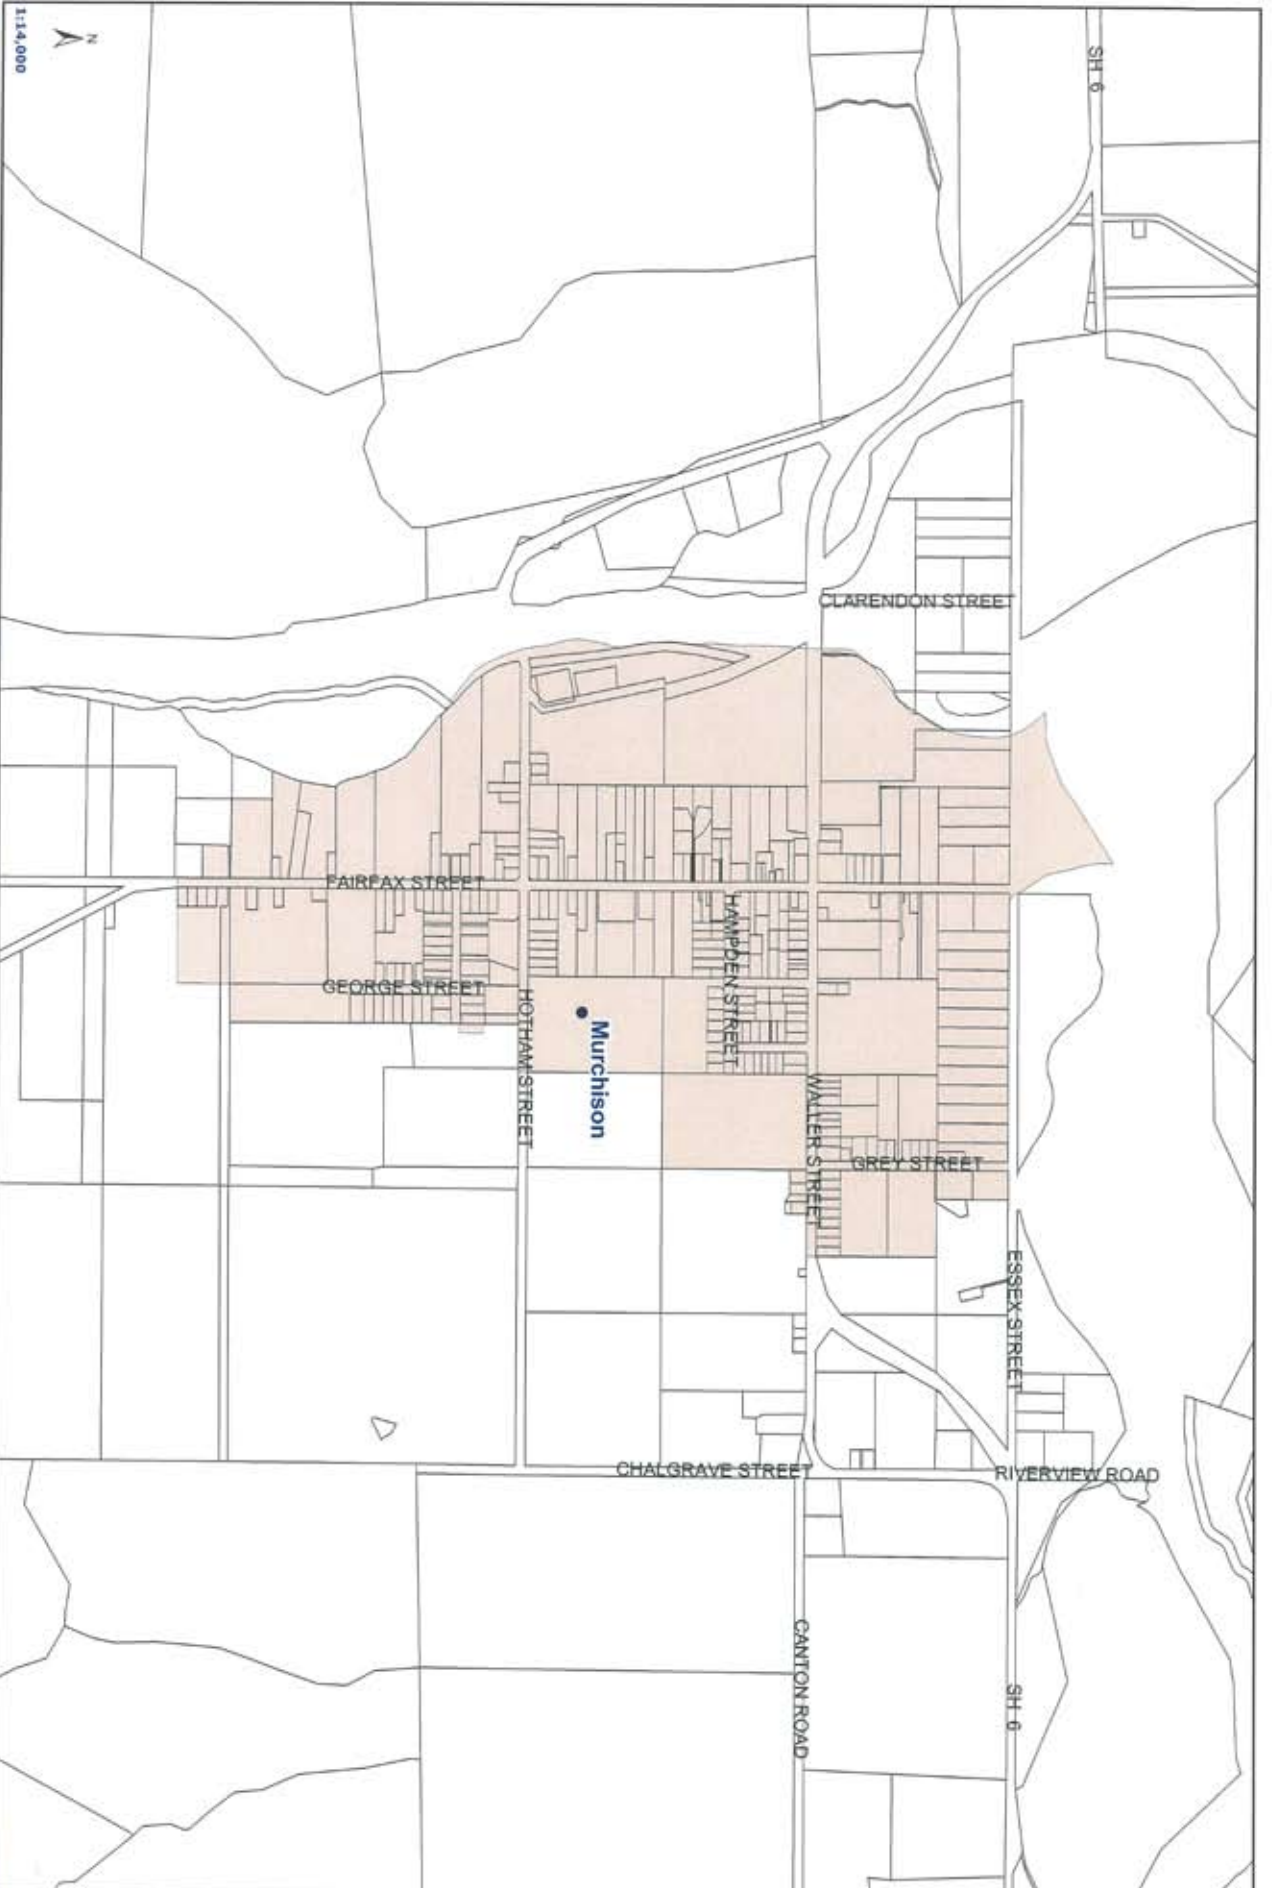 1:14,000
N
SH 6
CLARENDON STREET
FAIRFAX STREET
HAMPDEN STREET
GEORGE STREET
HOTHAM STREET
Murchison
WALLER STREET
GREY STREET
ESSEX STREET
CHALGRAVE STREET
RIVERVIEW ROAD
CANTON ROAD
SH 6